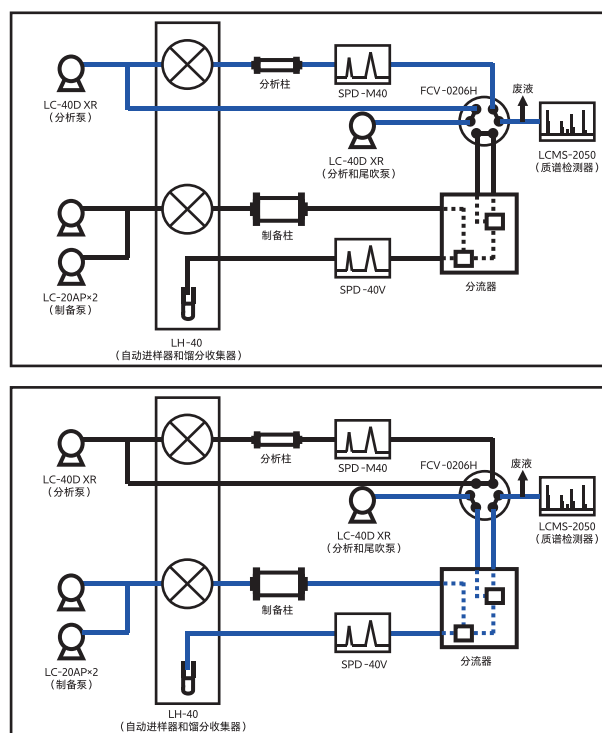 LC-40D XR
(分析泵)
分析柱
SPD-M40
FCV-0206H
废液
LC-40D XR
(分析和尾吹泵)
LCMS-2050
(质谱检测器)
制备柱
LC-20AP×2
(制备泵)
SPD-40V
分流器
LH-40
(自动进样器和馏分收集器)
LC-40D XR
(分析泵)
分析柱
SPD-M40
FCV-0206H
废液
LC-40D XR
(分析和尾吹泵)
LCMS-2050
(质谱检测器)
制备柱
LC-20AP×2
(制备泵)
SPD-40V
分流器
LH-40
(自动进样器和馏分收集器)